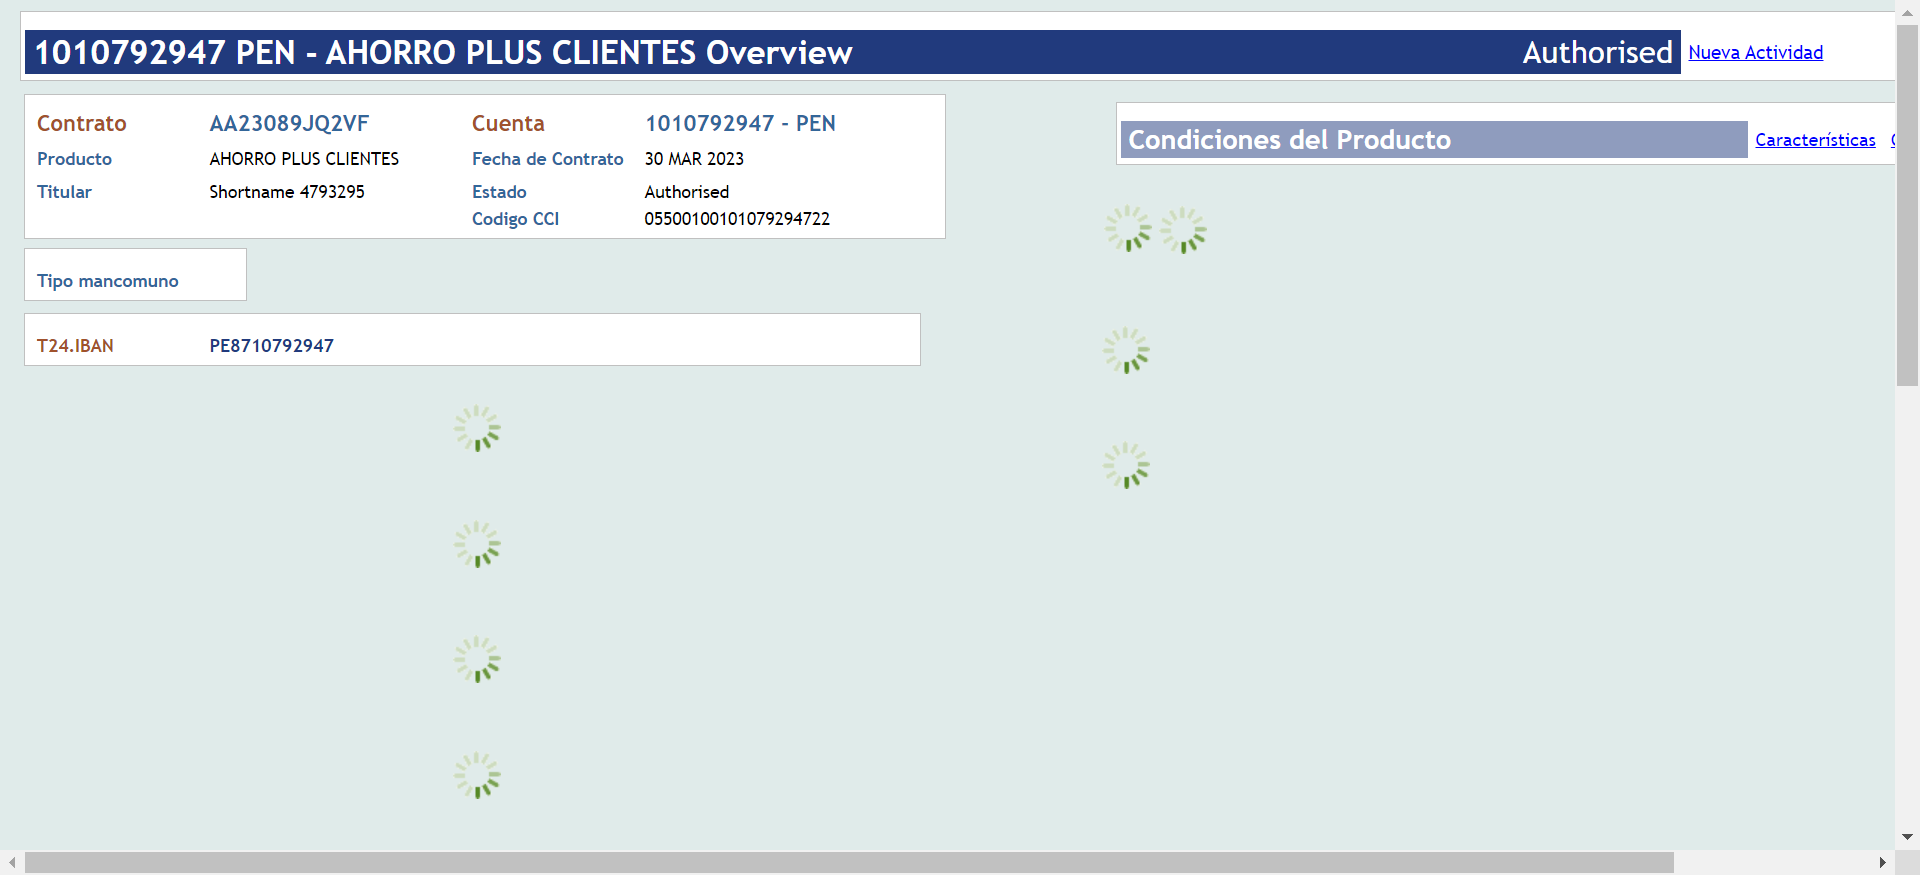 1010792947 PEN - AHORRO PLUS CLIENTES Overview Authorised Nueva Actividad
Contrato AA23089JQ2VF Cuenta 1010792947 - PEN
Producto AHORRO PLUS CLIENTES Fecha de Contrato 30 MAR 2023
Titular Shortname 4793295 Estado Authorised
Codigo CCI 05500100101079294722
Tipo mancomuno
T24.IBAN PE8710792947
Condiciones del Producto Características